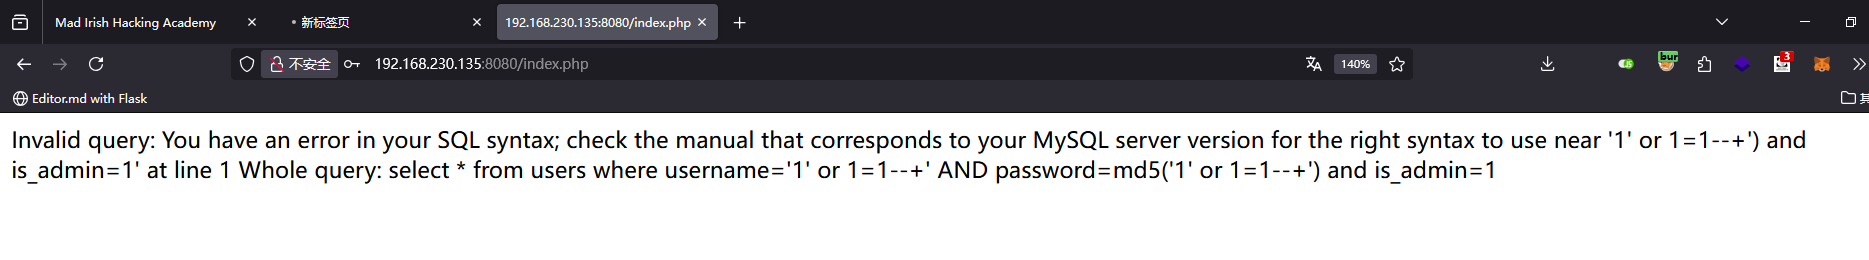 Mad Irish Hacking Academy
新标签页
192.168.230.135:8080/index.php
不安全
192.168.230.135:8080/index.php
140%
bur
3
Editor.md with Flask
Invalid query: You have an error in your SQL syntax; check the manual that corresponds to your MySQL server version for the right syntax to use near '1' or 1=1--+') and
is_admin=1' at line 1 Whole query: select * from users where username='1' or 1=1--+' AND password=md5('1' or 1=1--+') and is_admin=1